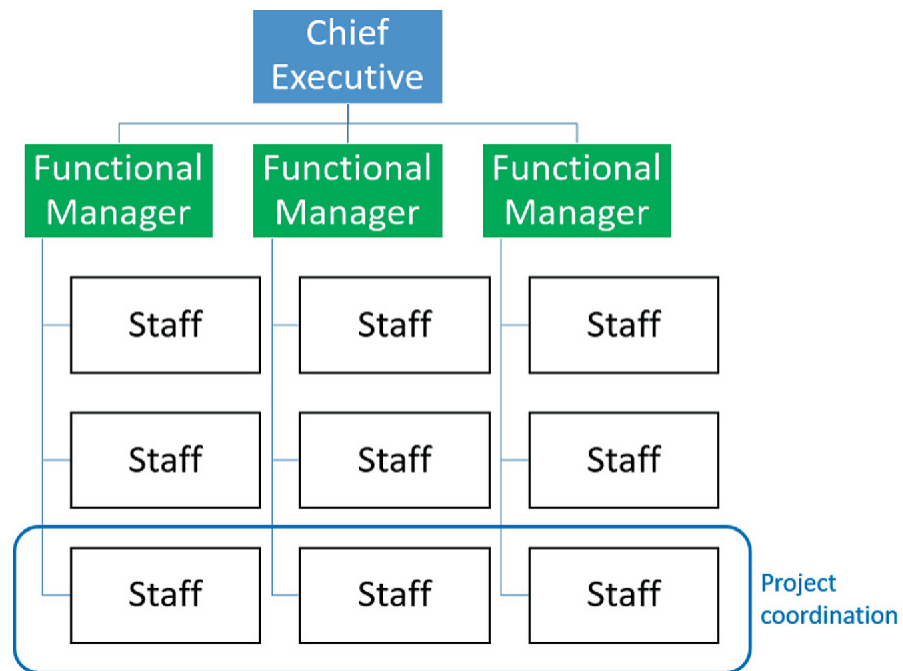 Chief
Executive
Functional
Manager
Functional
Manager
Functional
Manager
Staff
Staff
Staff
Staff
Staff
Staff
Staff
Staff
Staff
Project
coordination